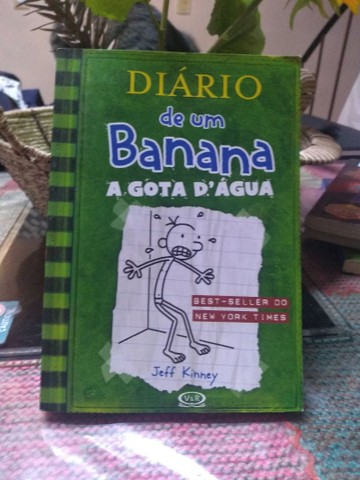 DIÁRIO
de um
Banana
A GOTA D'ÁGUA
BEST-SELLER DO
NEW YORK TIMES
Jeff Kinney
V&R